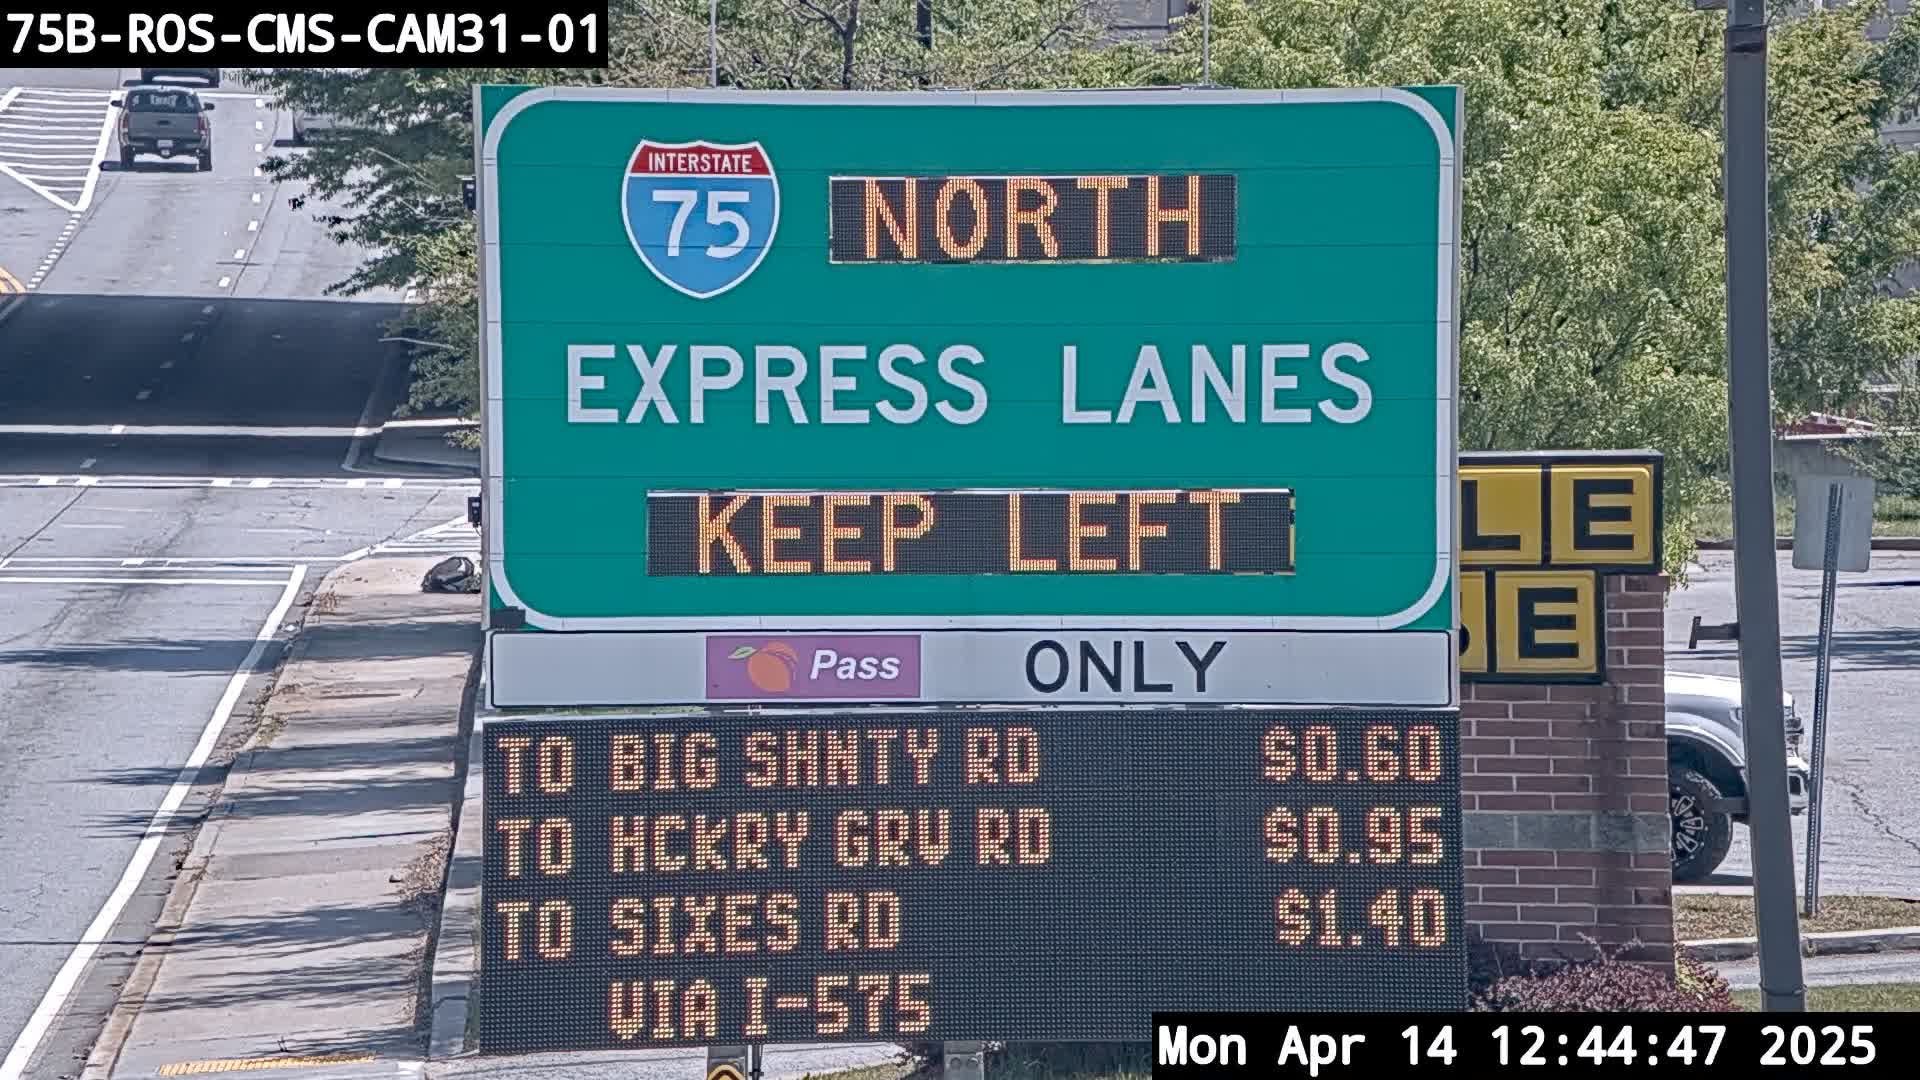 75B-ROS-CMS-CAM31-01
INTERSTATE
75
NORTH
EXPRESS LANES
KEEP LEFT
LE
E
Pass ONLY
TO BIG SHNTY RD $0.60
TO HCKRY GRV RD $0.95
TO SIXES RD $1.40
VIA I-575
Mon Apr 14 12:44:47 2025